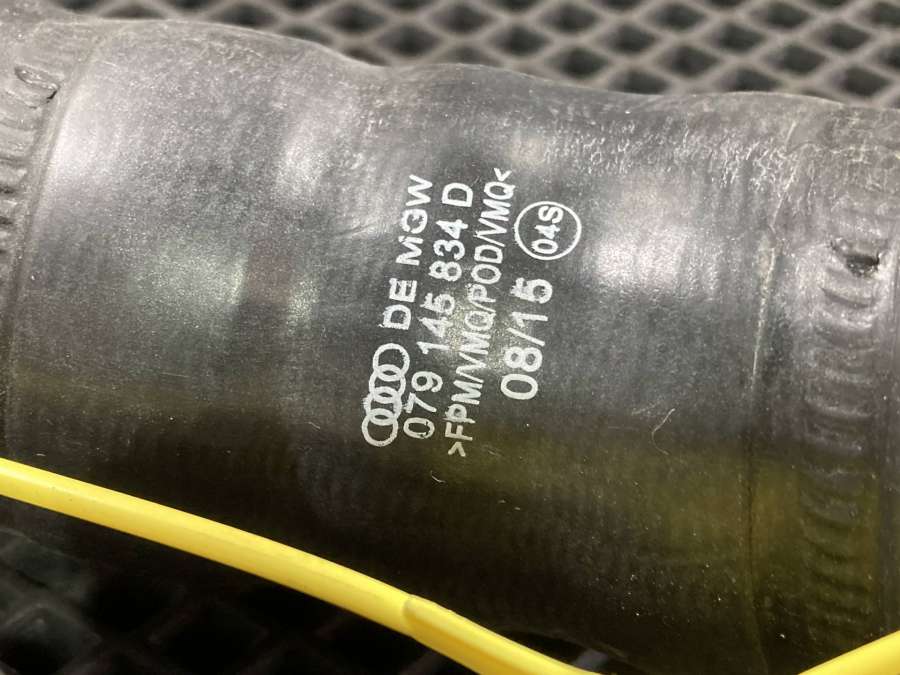 DE MGW
079 145 834 D
>FPM/VMQ/POD/VMQ<
08/15 04S